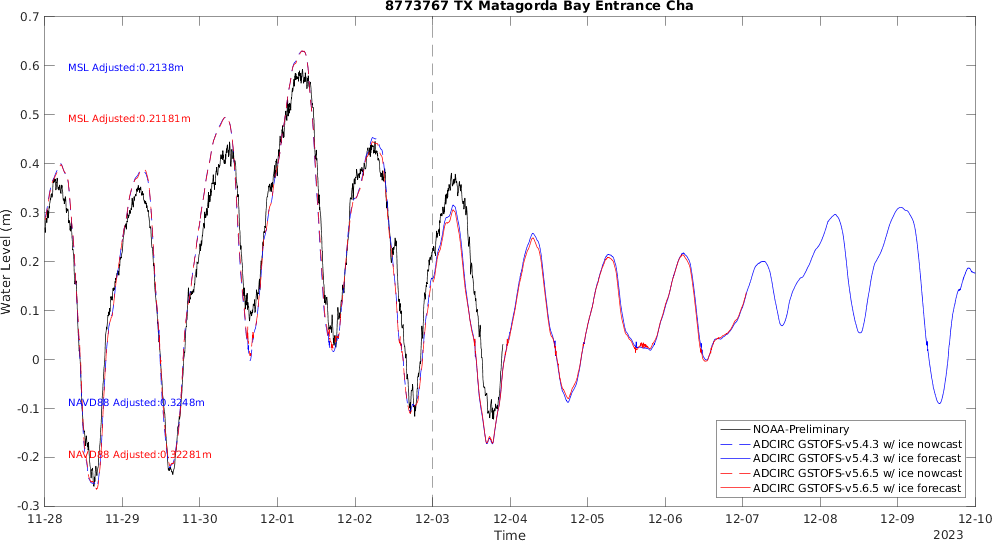 8773767 TX Matagorda Bay Entrance Cha
0.7
0.6
0.5
0.4
0.3
0.2
0.1
0
-0.1
-0.2
-0.3
Water Level (m)
MSL Adjusted:0.2138m
MSL Adjusted:0.21181m
NAVD88 Adjusted:0.3248m
NAVD88 Adjusted:0.32281m
NOAA-Preliminary
ADCIRC GSTOFS-v5.4.3 w/ ice nowcast
ADCIRC GSTOFS-v5.4.3 w/ ice forecast
ADCIRC GSTOFS-v5.6.5 w/ ice nowcast
ADCIRC GSTOFS-v5.6.5 w/ ice forecast
11-28 11-29 11-30 12-01 12-02 12-03 12-04 12-05 12-06 12-07 12-08 12-09 12-10
Time
2023